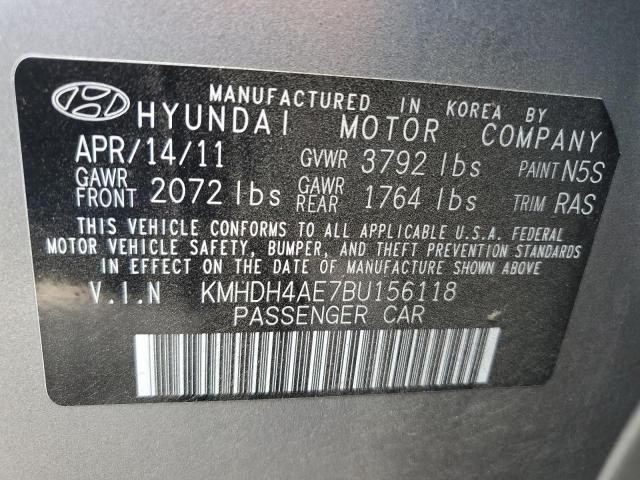 MANUFACTURED IN KOREA BY
HYUNDAI MOTOR COMPANY
APR/14/11 GVWR 3792 lbs PAINT N5S
GAWR FRONT 2072 lbs GAWR REAR 1764 lbs TRIM RAS
THIS VEHICLE CONFORMS TO ALL APPLICABLE U.S.A. FEDERAL
MOTOR VEHICLE SAFETY, BUMPER, AND THEFT PREVENTION STANDARDS
IN EFFECT ON THE DATE OF MANUFACTURE SHOWN ABOVE
V.I.N KMHDH4AE7BU156118
PASSENGER CAR